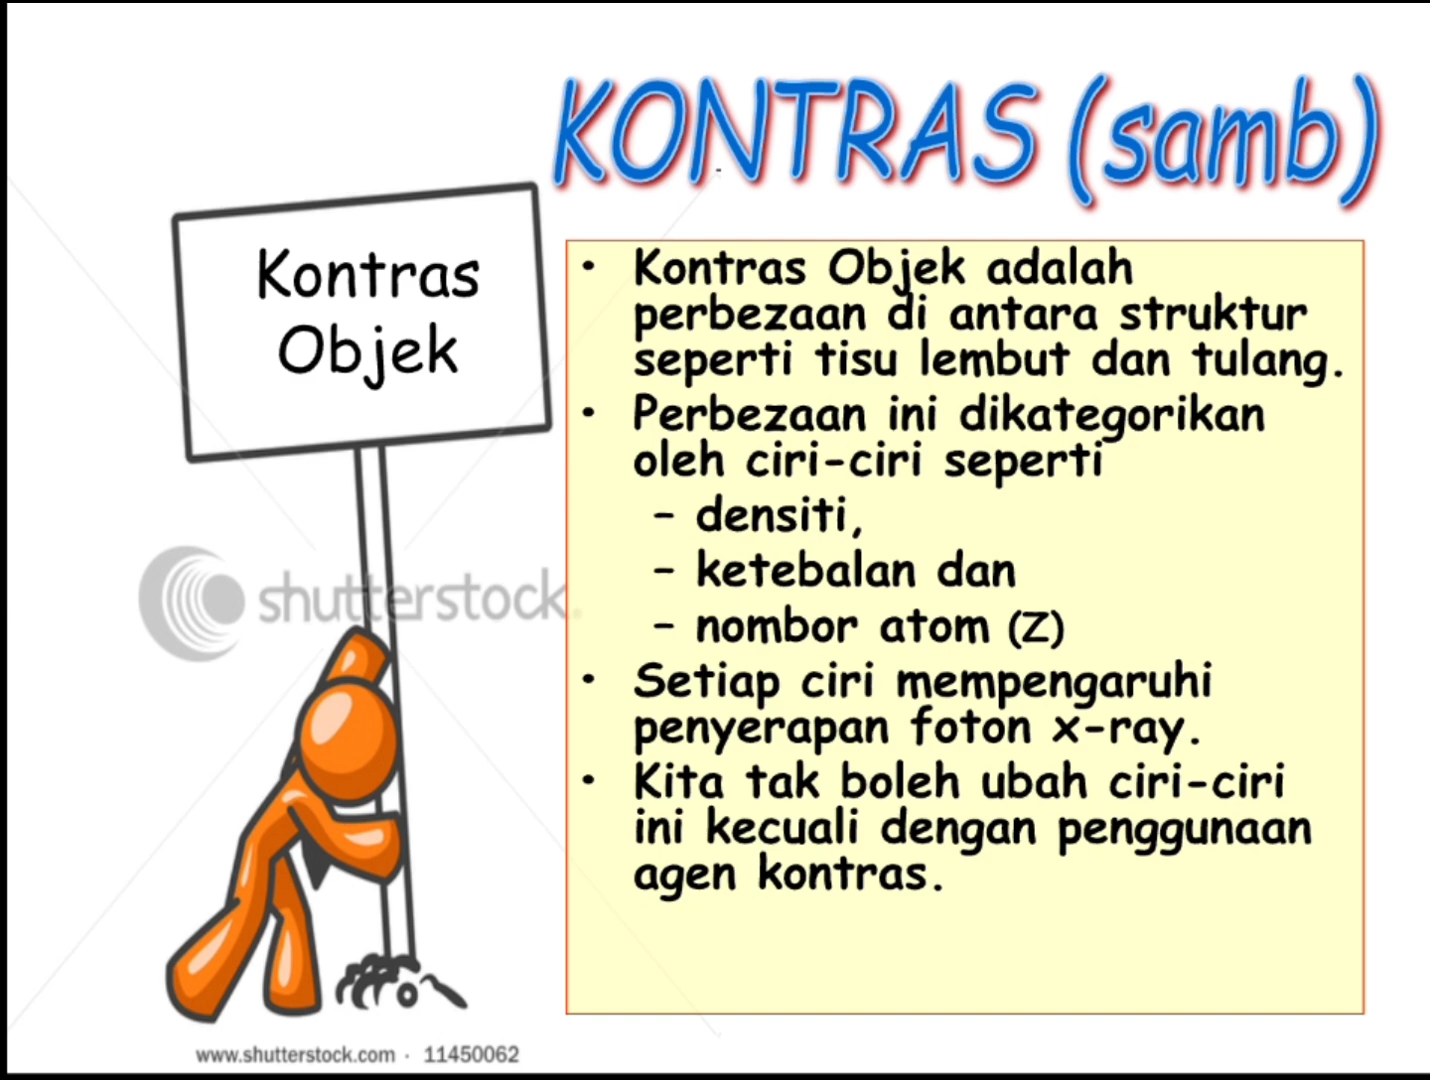 KONTRAS (samb)
Kontras
Objek
• Kontras Objek adalah
perbezaan di antara struktur
seperti tisu lembut dan tulang.
• Perbezaan ini dikategorikan
oleh ciri-ciri seperti
– densiti,
– ketebalan dan
– nombor atom (Z)
• Setiap ciri mempengaruhi
penyerapan foton x-ray.
• Kita tak boleh ubah ciri-ciri
ini kecuali dengan penggunaan
agen kontras.
shutterstock
www.shutterstock.com · 11450062